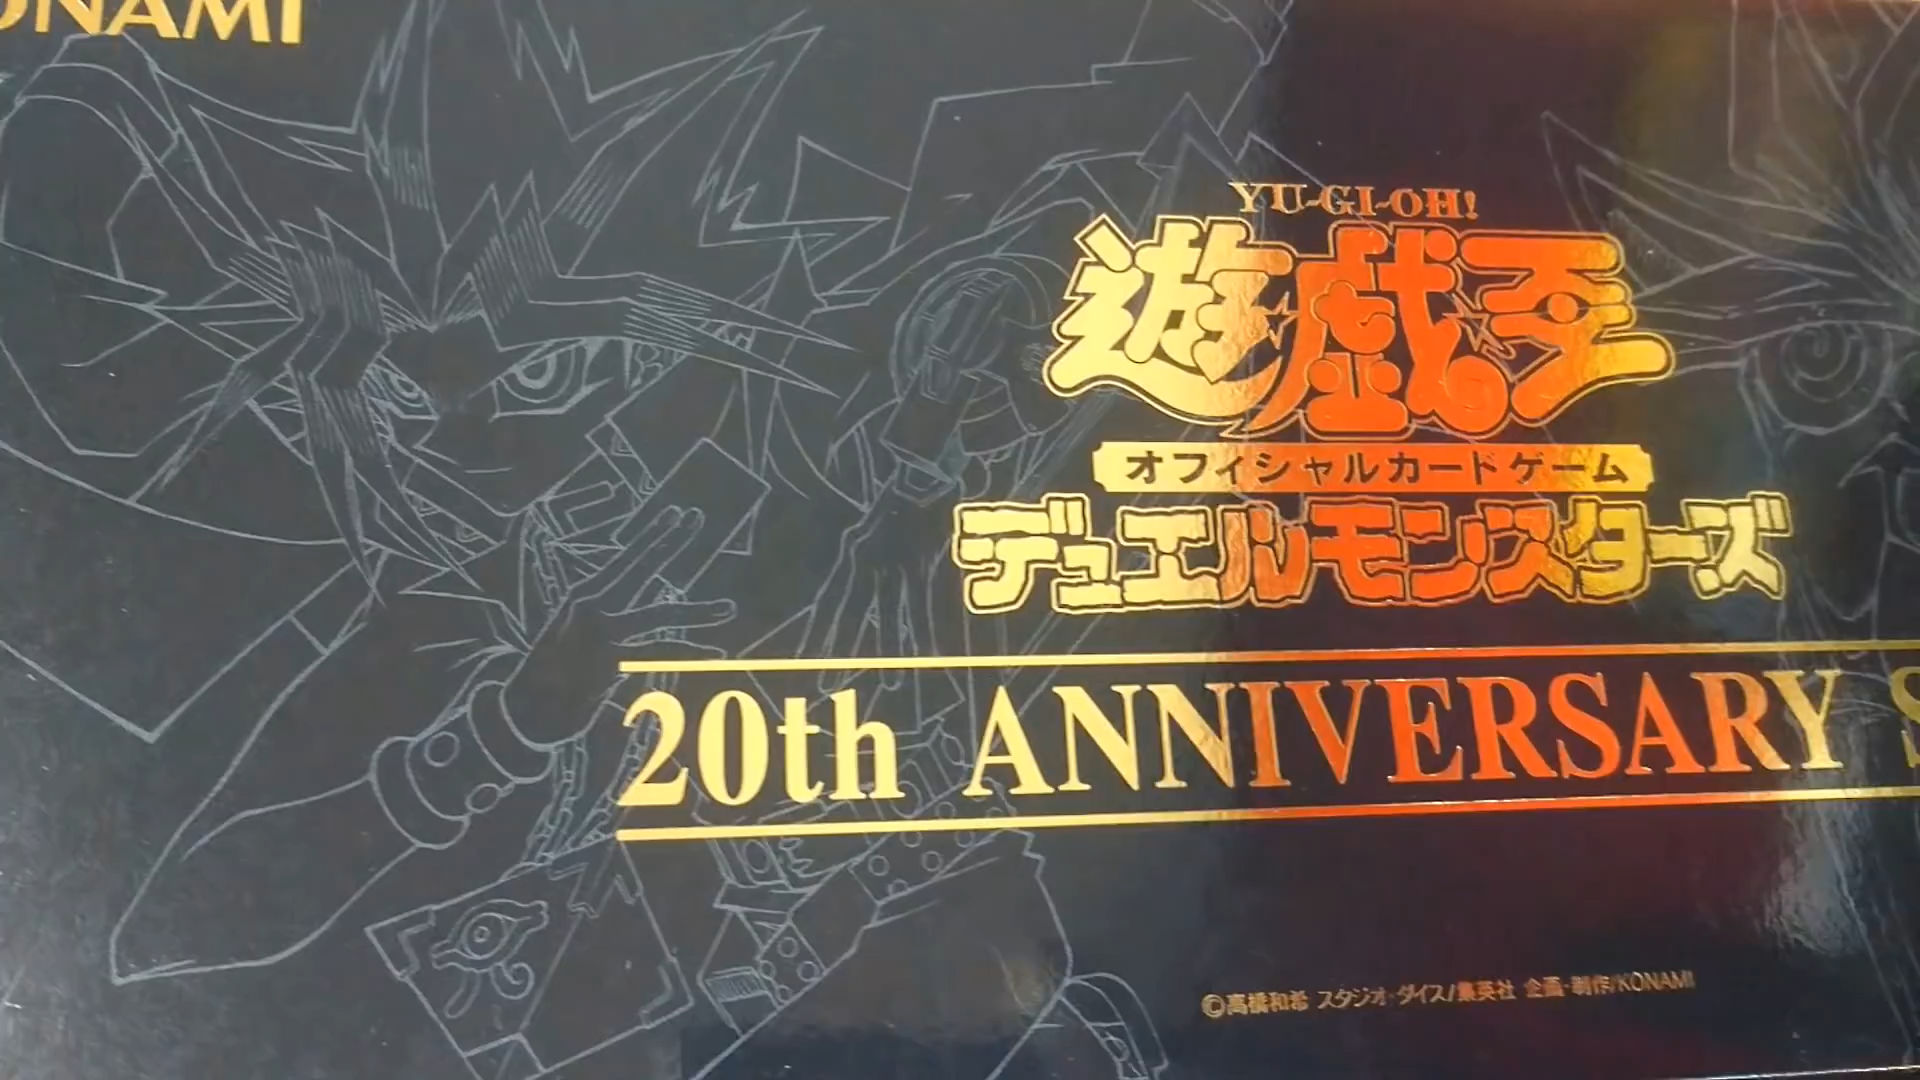 KONAMI
YU-GI-OH!
遊戯王
オフィシャルカードゲーム
デュエルモンスターズ
20th ANNIVERSARY S
©高橋和希 スタジオ・ダイス/集英社 企画・制作/KONAMI